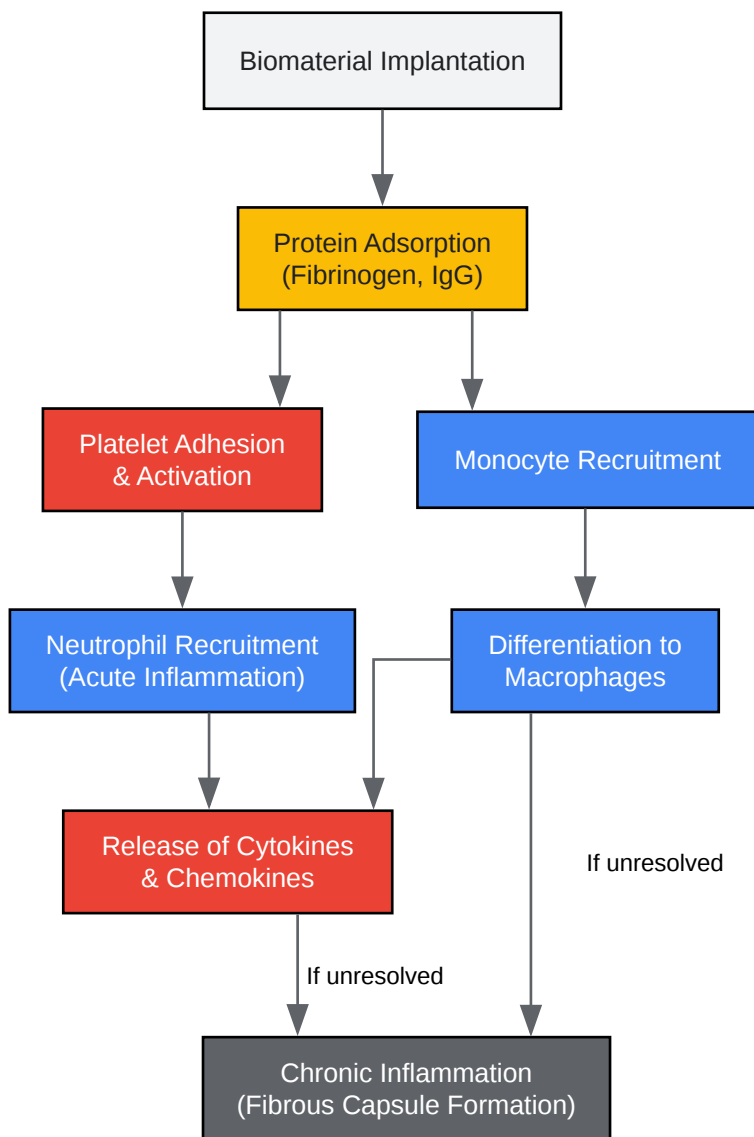 Biomaterial Implantation
Protein Adsorption
(Fibrinogen, IgG)
Platelet Adhesion
& Activation
Monocyte Recruitment
Neutrophil Recruitment
(Acute Inflammation)
Differentiation to
Macrophages
Release of Cytokines
& Chemokines
If unresolved
If unresolved
Chronic Inflammation
(Fibrous Capsule Formation)